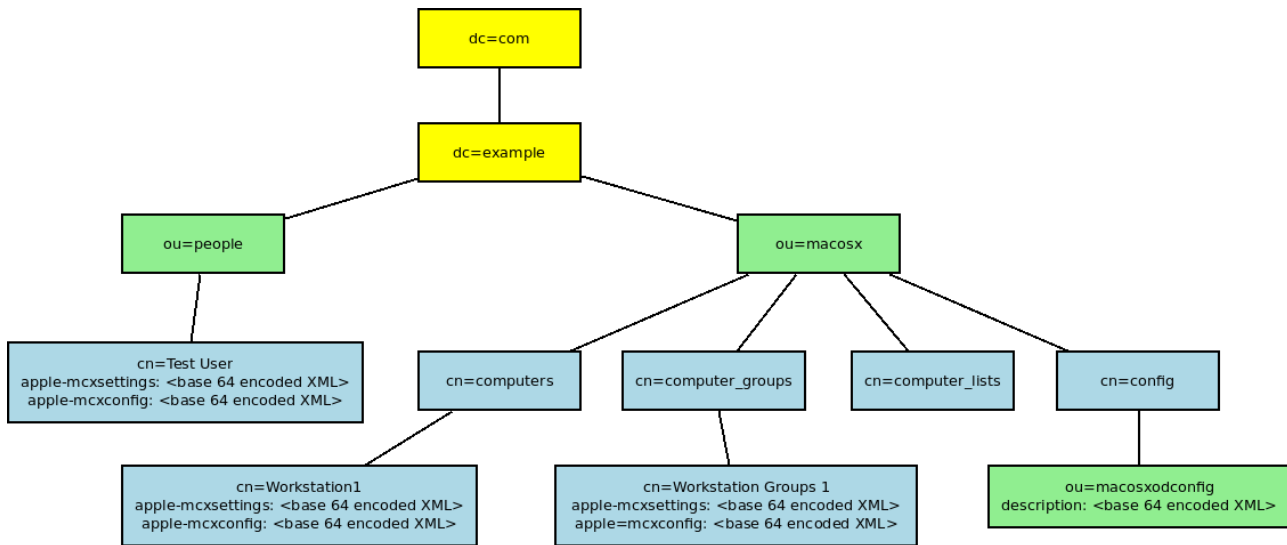 dc=com
dc=example
ou=people
ou=macosx
cn=Test User
apple-mcxsettings: <base 64 encoded XML>
apple-mcxconfig: <base 64 encoded XML>
cn=computers
cn=computer_groups
cn=computer_lists
cn=config
cn=Workstation1
apple-mcxsettings: <base 64 encoded XML>
apple-mcxconfig: <base 64 encoded XML>
cn=Workstation Groups 1
apple-mcxsettings: <base 64 encoded XML>
apple=mcxconfig: <base 64 encoded XML>
ou=macosxodconfig
description: <base 64 encoded XML>